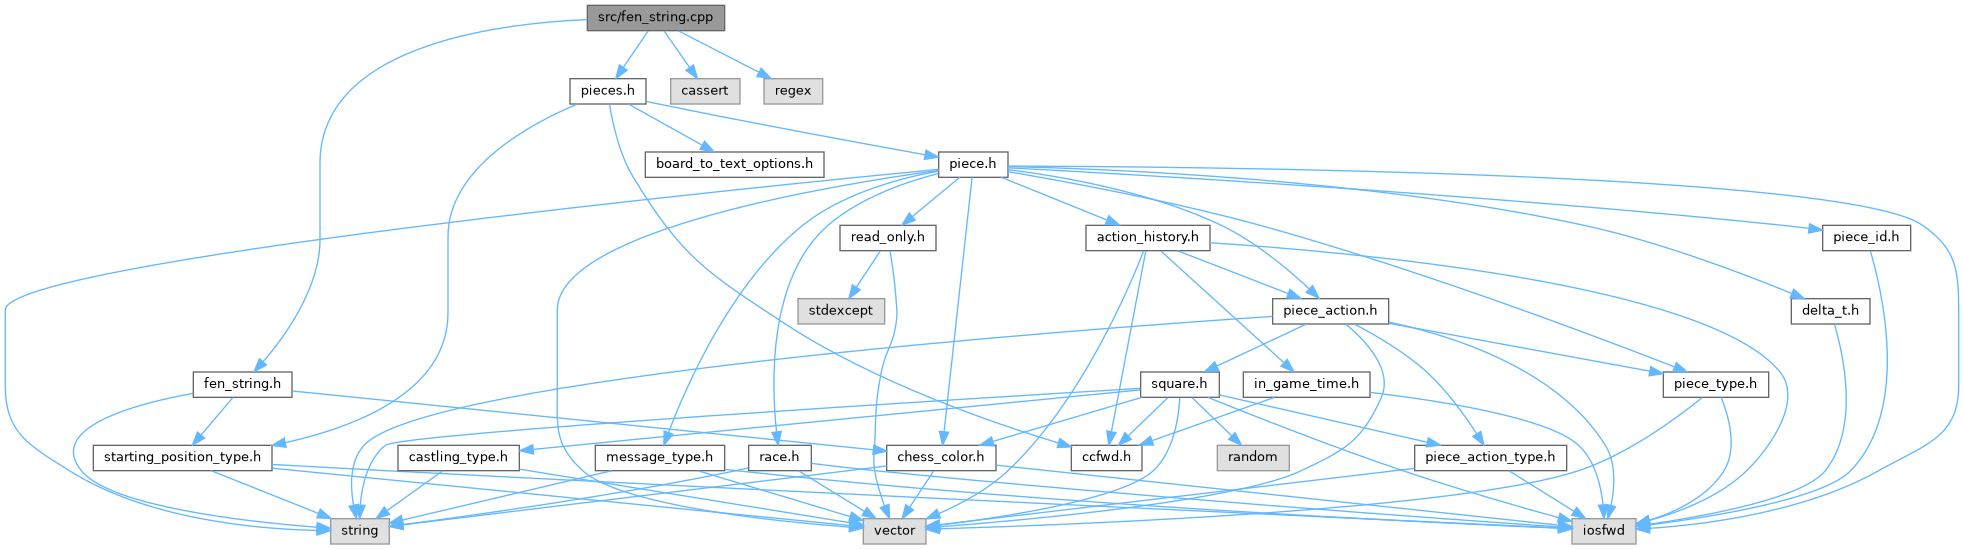 src/fen_string.cpp
pieces.h
cassert
regex
board_to_text_options.h
piece.h
read_only.h
action_history.h
piece_id.h
stdexcept
piece_action.h
delta_t.h
fen_string.h
square.h
in_game_time.h
piece_type.h
starting_position_type.h
castling_type.h
message_type.h
race.h
chess_color.h
ccfwd.h
random
piece_action_type.h
string
vector
iosfwd